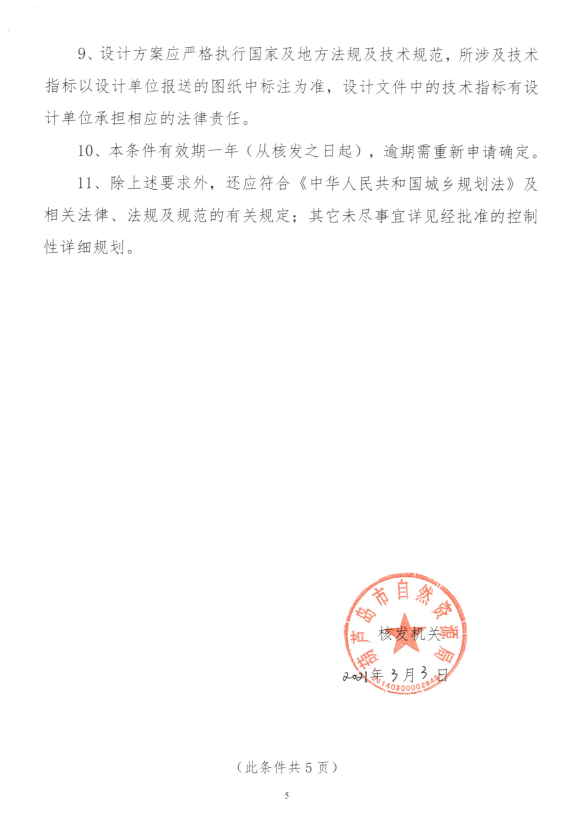 9、设计方案应严格执行国家及地方法规及技术规范，所涉及技术
指标以设计单位报送的图纸中标注为准，设计文件中的技术指标有设
计单位承担相应的法律责任。
10、本条件有效期一年（从核发之日起），逾期需重新申请确定。
11、除上述要求外，还应符合《中华人民共和国城乡规划法》及
相关法律、法规及规范的有关规定；其它未尽事宜详见经批准的控制
性详细规划。
葫芦岛市自然资源局
核发机关
2021年3月3日
（此条件共5页）
5